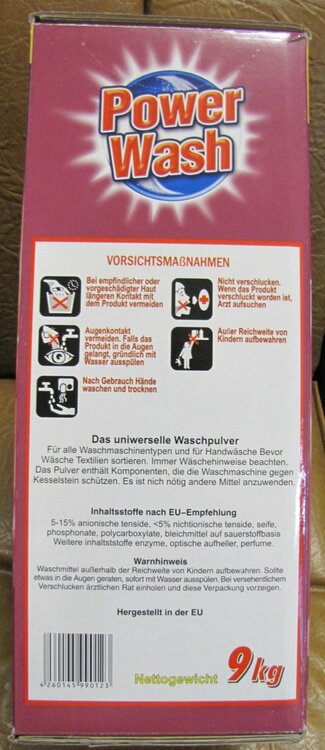 Power
Wash
VORSICHTSMAßNAHMEN
Bei empfindlicher oder
vorgeschädigter Haut
längeren Kontakt mit
dem Produkt vermeiden
Nicht verschlucken.
Wenn das Produkt
verschluckt worden ist,
Arzt aufsuchen
Augenkontakt
vermeiden. Falls das
Produkt in die Augen
gelangt, gründlich mit
Wasser ausspülen
Außer Reichweite von
Kindern aufbewahren
Nach Gebrauch Hände
waschen und trocknen
Das uniwerselle Waschpulver
Für alle Waschmaschinentypen und für Handwäsche Bevor
Wäsche Textilien sortieren. Immer Wäschehinweise beachten.
Das Pulver enthält Komponenten, die die Waschmaschine gegen
Kesselstein schützen. Es ist nich nötig andere Mittel anzuwenden.
Inhaltsstoffe nach EU-Empfehlung
5-15% anionische tenside, <5% nichtionische tenside, seife,
phosphonate, polycarboxylate, bleichmittel auf sauerstoffbasis
Weitere inhaltststoffe enzyme, optische aufheller, perfume.
Warnhinweis
Waschmittel außerhalb der Reichweite von Kindern aufbewahren. Sollte
etwas in die Augen geraten, sofort mit Wasser ausspülen. Bei versehentlichem
Verschlucken ärztlichen Rat einholen und diese Verpackung vorzeigen.
Hergestellt in der EU
4 260145 990123
Nettogewicht 9 kg